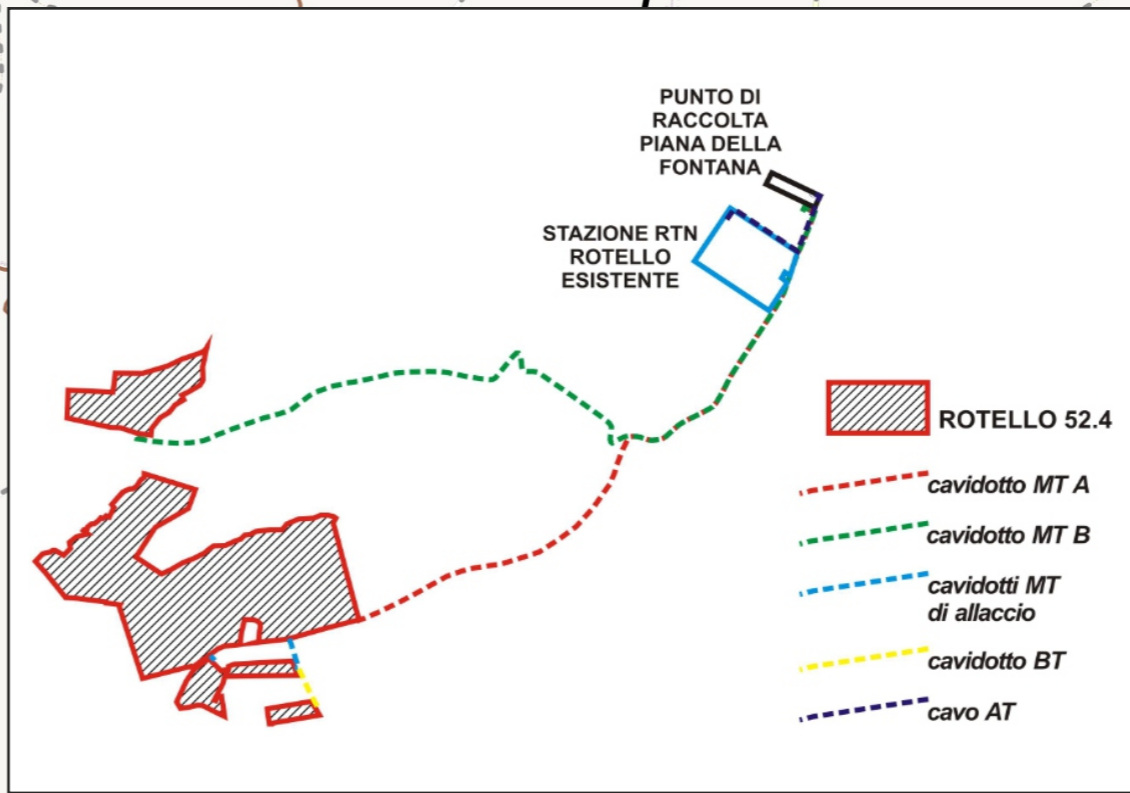 PUNTO DI
RACCOLTA
PIANA DELLA
FONTANA
STAZIONE RTN
ROTELLO
ESISTENTE
ROTELLO 52.4
cavidotto MT A
cavidotto MT B
cavidotti MT
di allaccio
cavidotto BT
cavo AT